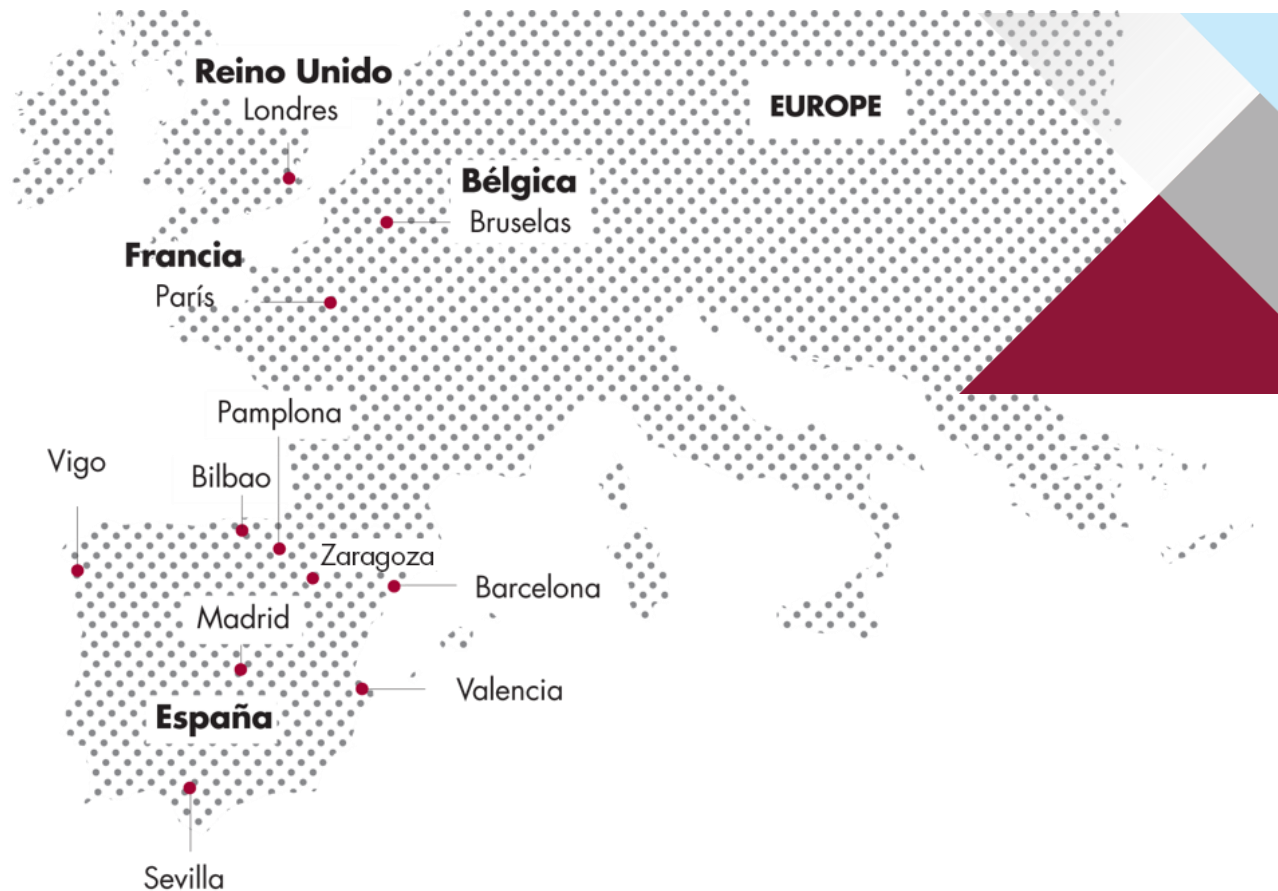 Reino Unido
Londres
EUROPE
Bélgica
Bruselas
Francia
París
Pamplona
Vigo
Bilbao
Zaragoza
Barcelona
Madrid
Valencia
España
Sevilla